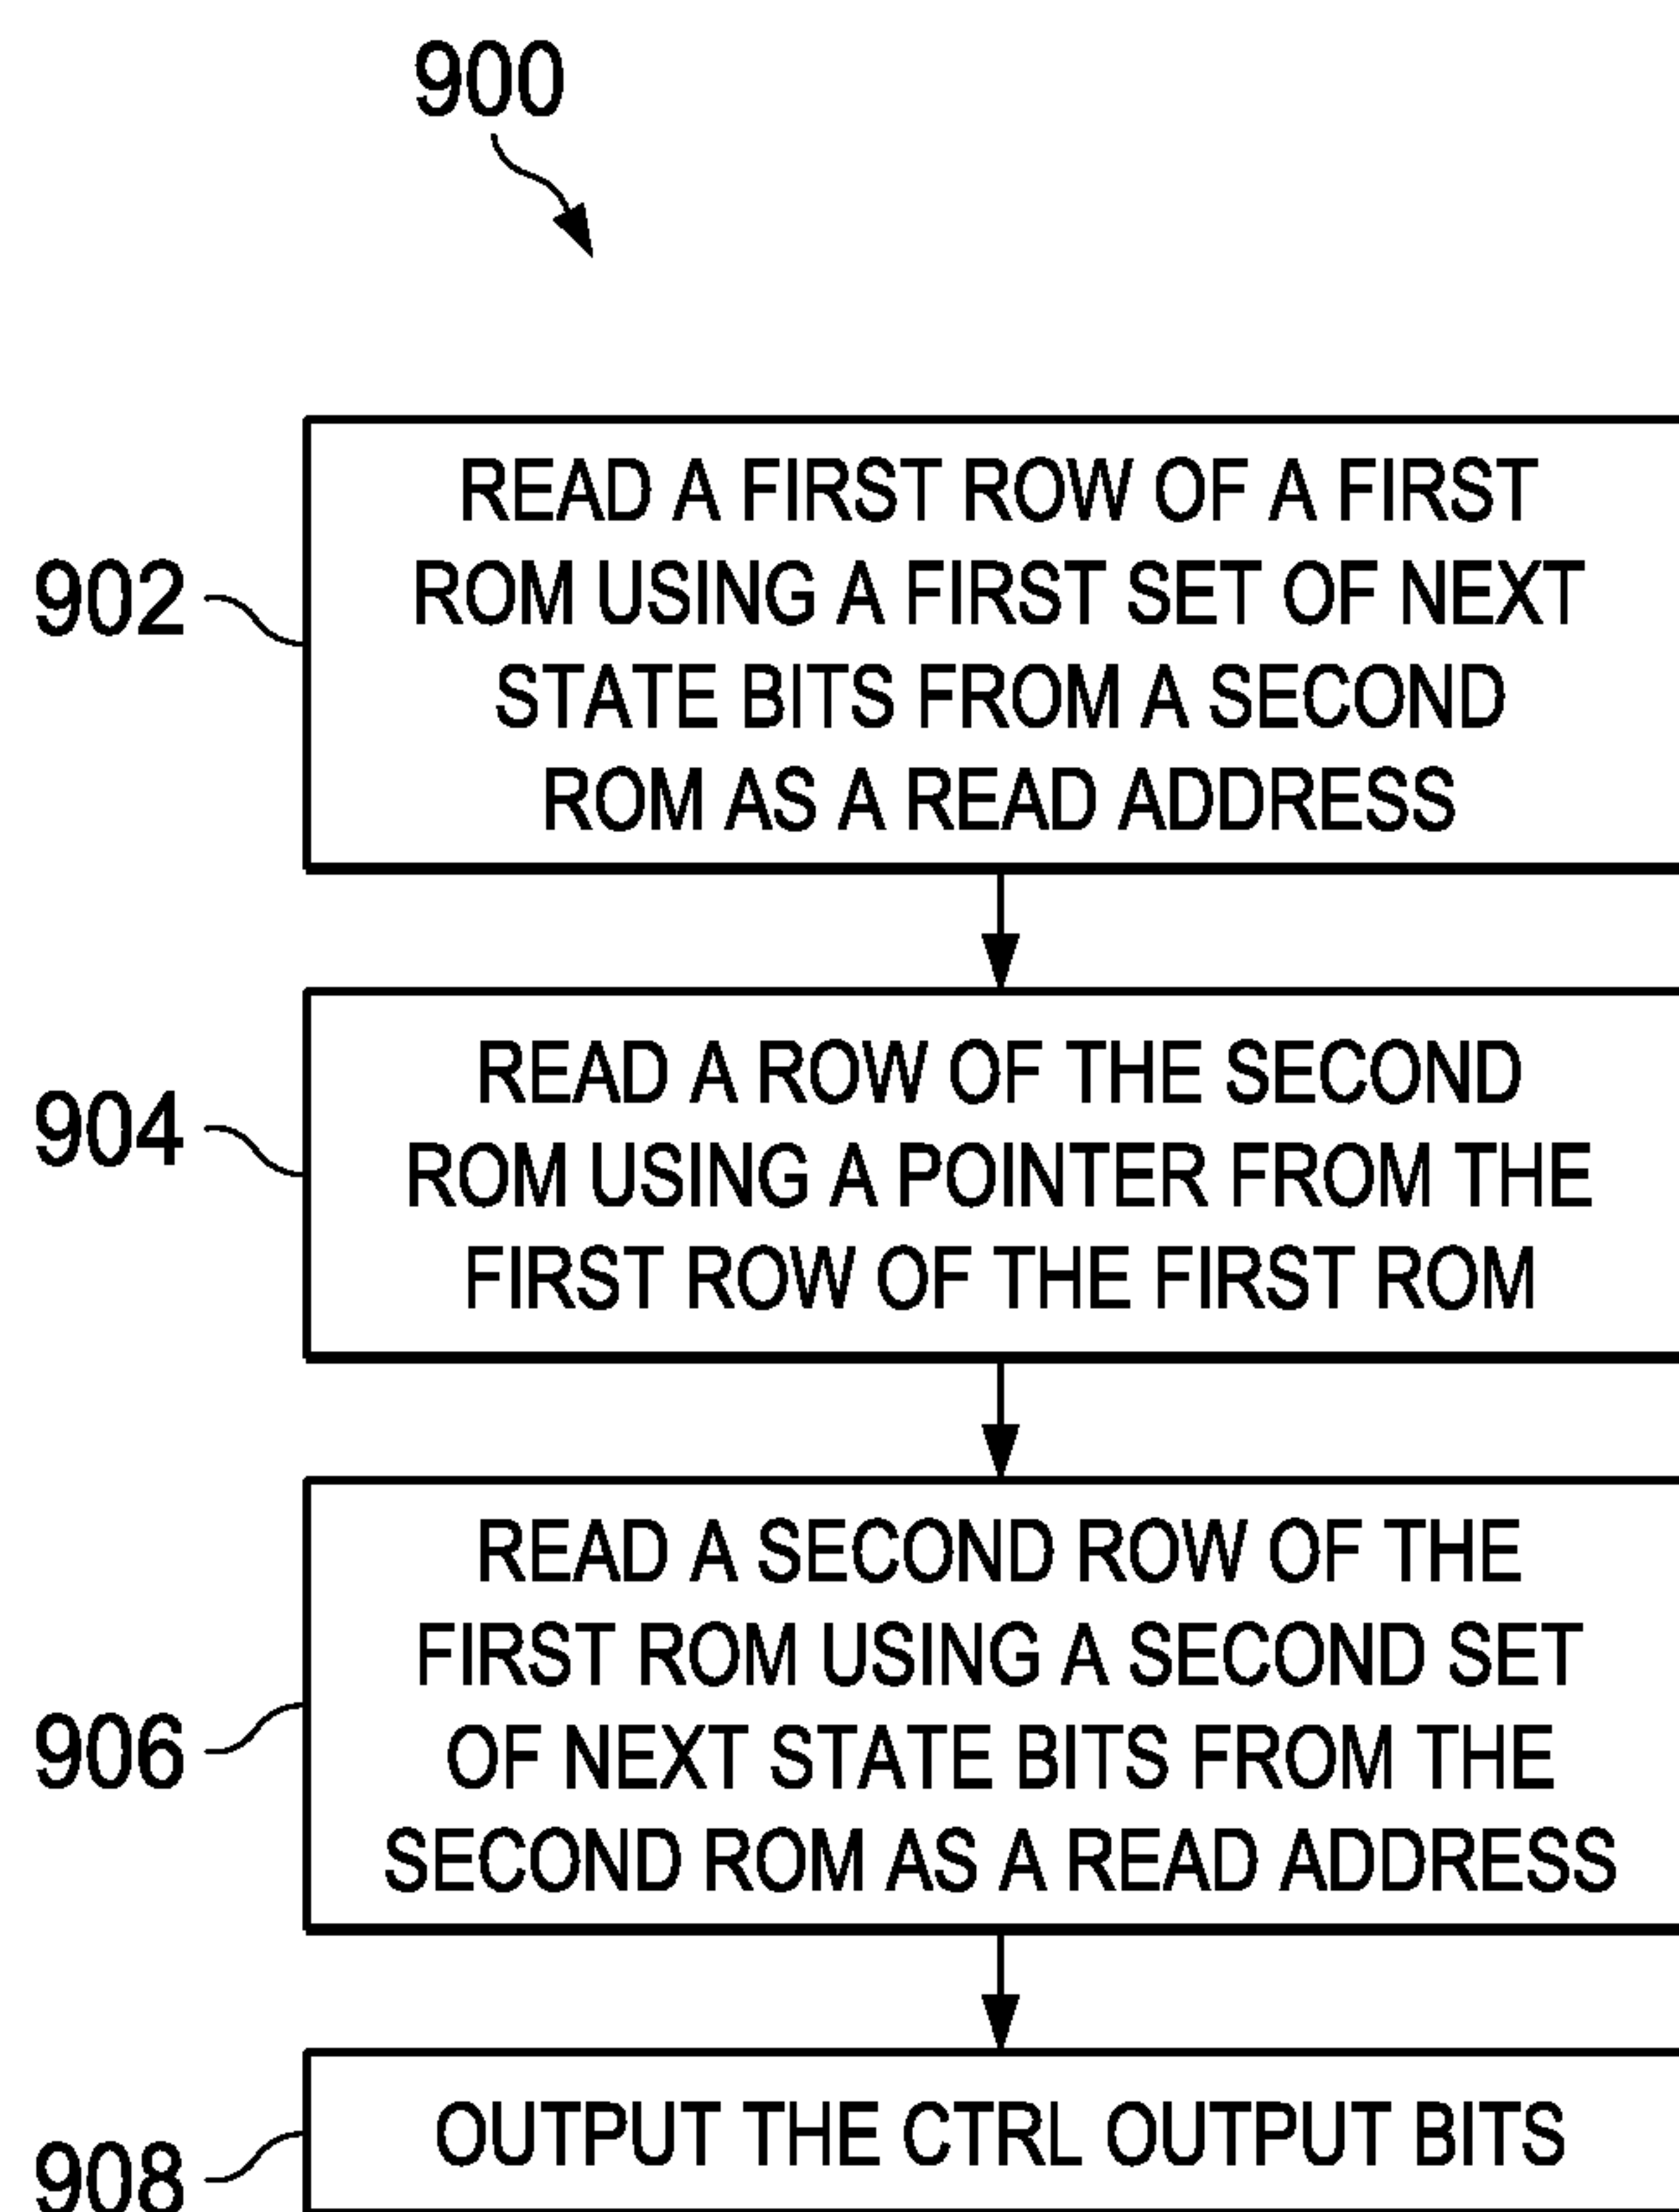 900
902
READ A FIRST ROW OF A FIRST
ROM USING A FIRST SET OF NEXT
STATE BITS FROM A SECOND
ROM AS A READ ADDRESS
904
READ A ROW OF THE SECOND
ROM USING A POINTER FROM THE
FIRST ROW OF THE FIRST ROM
906
READ A SECOND ROW OF THE
FIRST ROM USING A SECOND SET
OF NEXT STATE BITS FROM THE
SECOND ROM AS A READ ADDRESS
908
OUTPUT THE CTRL OUTPUT BITS